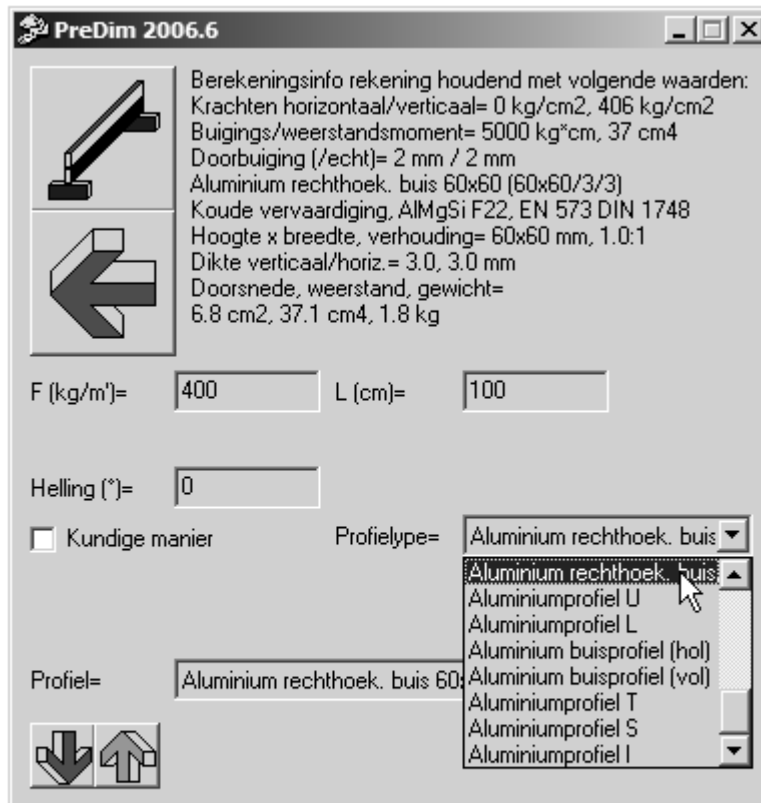 PreDim 2006.6
Berekeningsinfo rekening houdend met volgende waarden:
Krachten horizontaal/verticaal= 0 kg/cm2, 406 kg/cm2
Buigings/weerstandsmoment= 5000 kg*cm, 37 cm4
Doorbuiging (/echt)= 2 mm / 2 mm
Aluminium rechthoek. buis 60x60 (60x60/3/3)
Koude vervaardiging, AlMgSi F22, EN 573 DIN 1748
Hoogte x breedte, verhouding= 60x60 mm, 1.0:1
Dikte verticaal/horiz.= 3.0, 3.0 mm
Doorsnede, weerstand, gewicht=
6.8 cm2, 37.1 cm4, 1.8 kg
F (kg/m')= 400 L (cm)= 100
Helling (°)= 0
Kundige manier Profielype= Aluminium rechthoek. buis
Aluminium rechthoek. buis
Aluminiumprofiel U
Aluminiumprofiel L
Aluminium buisprofiel (hol)
Aluminium buisprofiel (vol)
Profiel= Aluminium rechthoek. buis 60
Aluminiumprofiel T
Aluminiumprofiel S
Aluminiumprofiel I